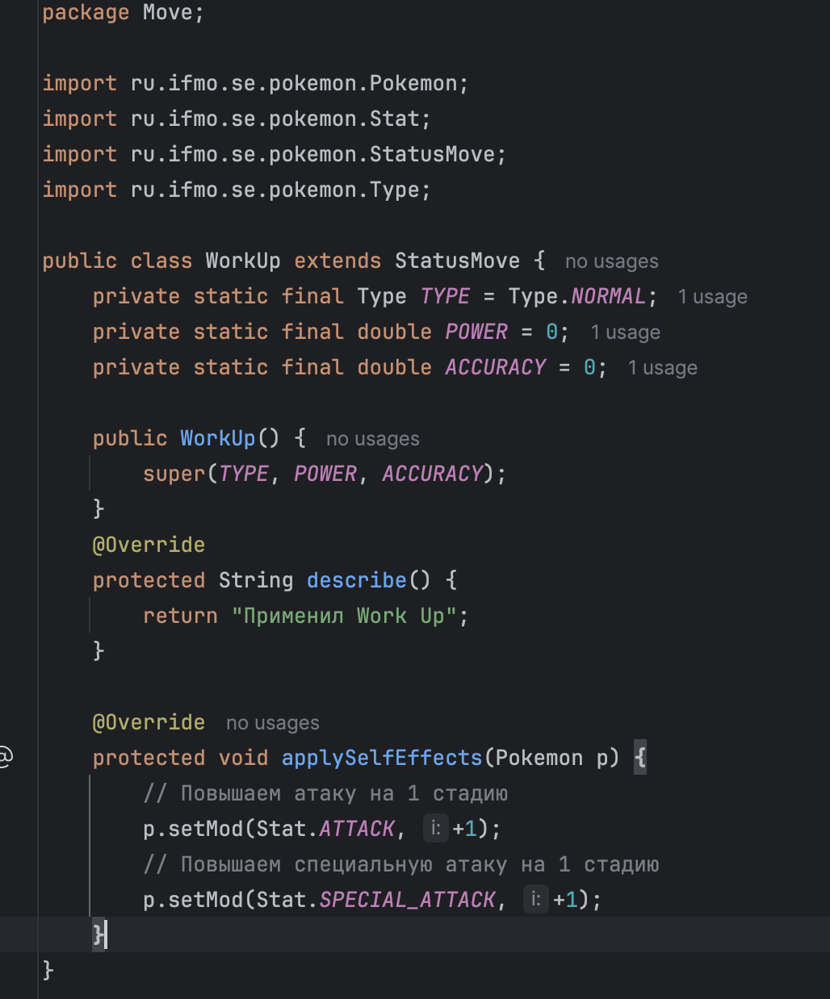 package Move;
import ru.ifmo.se.pokemon.Pokemon;
import ru.ifmo.se.pokemon.Stat;
import ru.ifmo.se.pokemon.StatusMove;
import ru.ifmo.se.pokemon.Type;
public class WorkUp extends StatusMove { no usages
private static final Type TYPE = Type.NORMAL; 1 usage
private static final double POWER = 0; 1 usage
private static final double ACCURACY = 0; 1 usage
public WorkUp() { no usages
super(TYPE, POWER, ACCURACY);
}
@Override
protected String describe() {
return "Применил Work Up";
}
@Override no usages
@ protected void applySelfEffects(Pokemon p) {
// Повышаем атаку на 1 стадию
p.setMod(Stat.ATTACK, i: +1);
// Повышаем специальную атаку на 1 стадию
p.setMod(Stat.SPECIAL_ATTACK, i: +1);
}
}